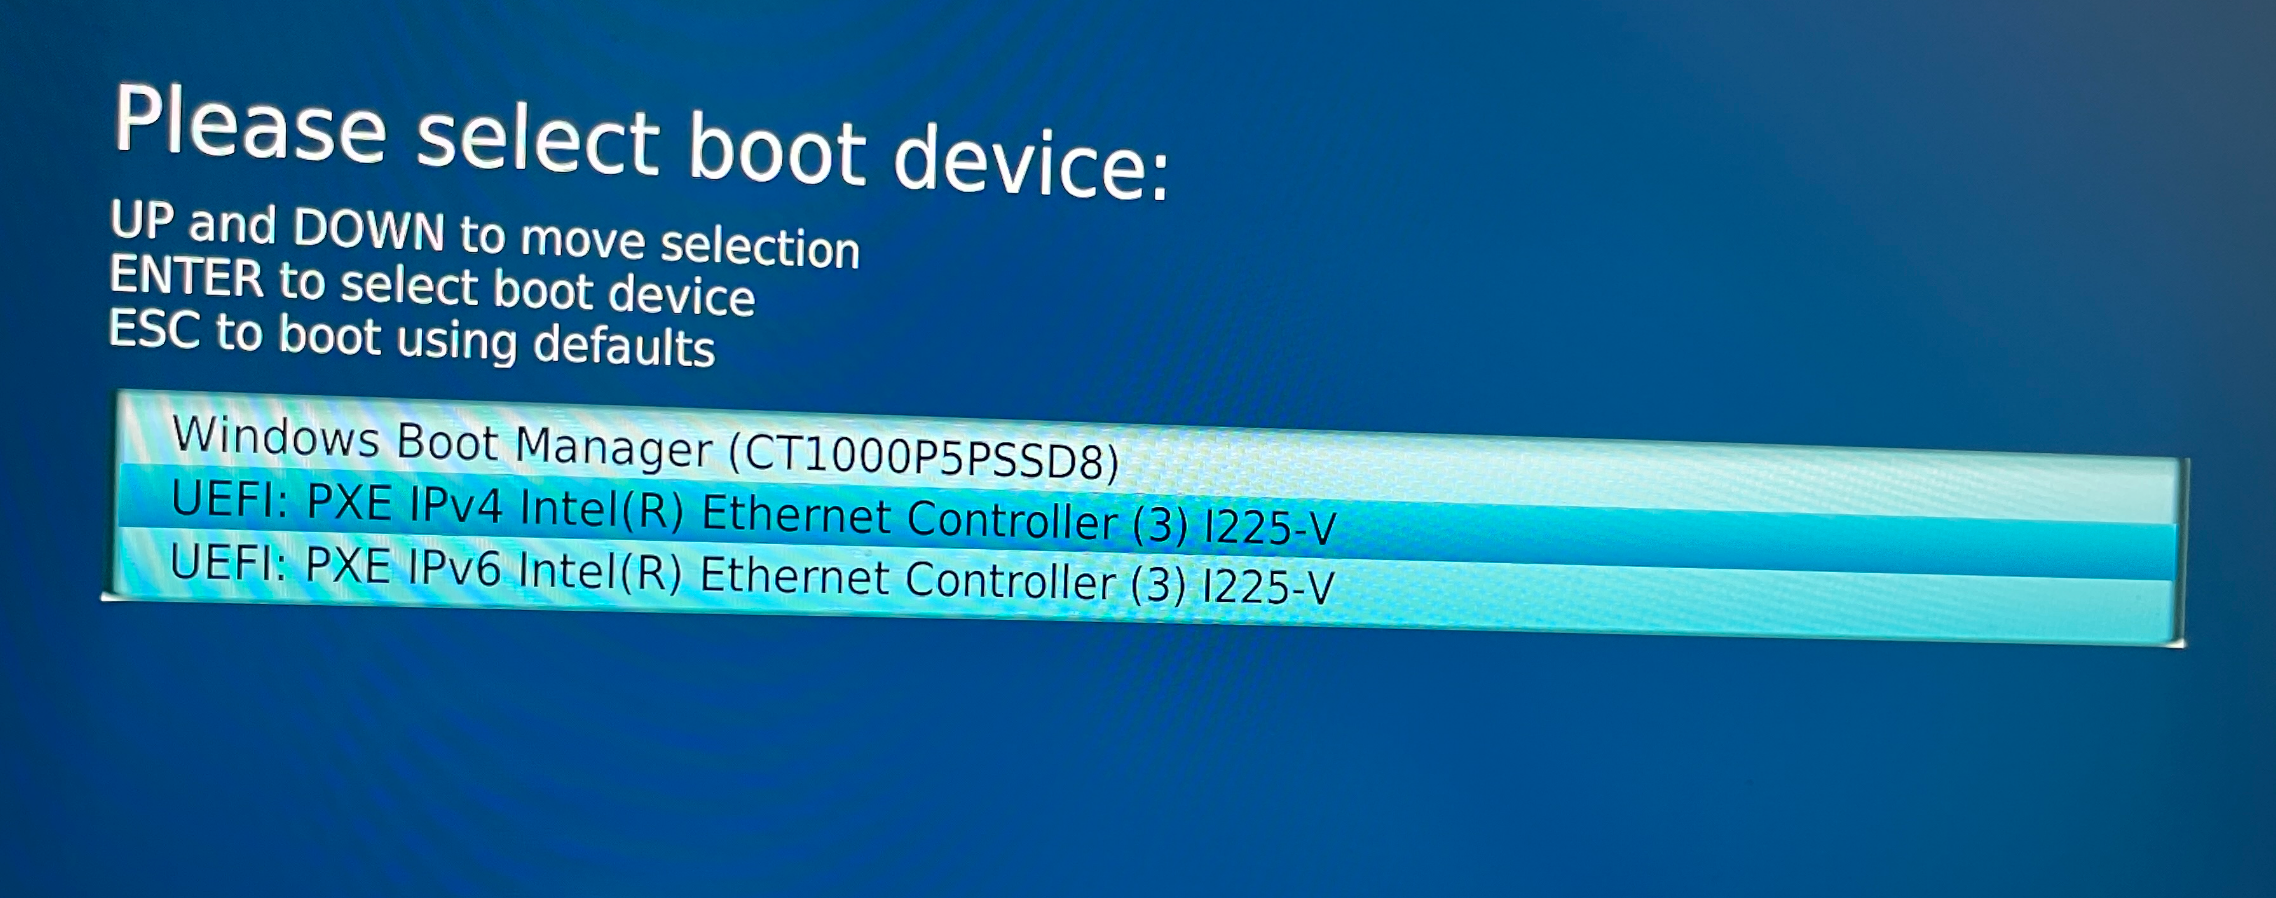 Please select boot device:
UP and DOWN to move selection
ENTER to select boot device
ESC to boot using defaults
Windows Boot Manager (CT1000P5PSSD8)
UEFI: PXE IPv4 Intel(R) Ethernet Controller (3) I225-V
UEFI: PXE IPv6 Intel(R) Ethernet Controller (3) I225-V